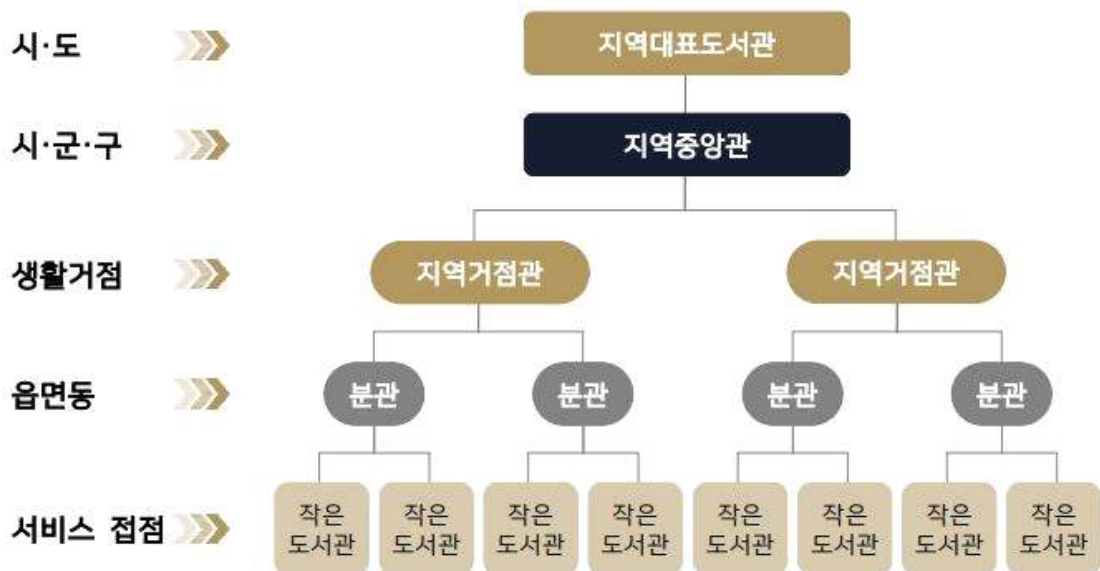 시·도
지역대표도서관
시·군·구
지역중앙관
생활거점
지역거점관
지역거점관
읍면동
분관
분관
분관
분관
서비스 접점
작은
도서관
작은
도서관
작은
도서관
작은
도서관
작은
도서관
작은
도서관
작은
도서관
작은
도서관